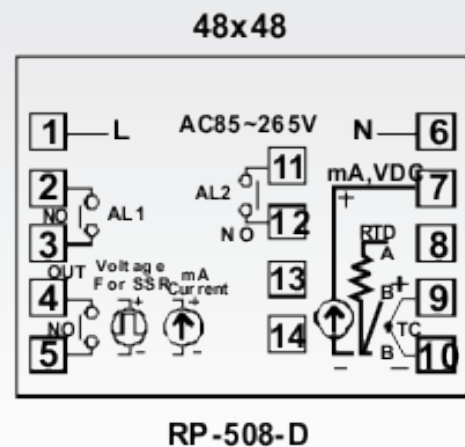 48x48
1 L AC85~265V N 6
2 NO AL1 AL2 11 mA,VDC + 7
3 NO 12 RTD A 8
OUT Voltage For SSR mA Current 13
4 + + B + 9
5 NO - - 14 - B TC - 10
RP-508-D